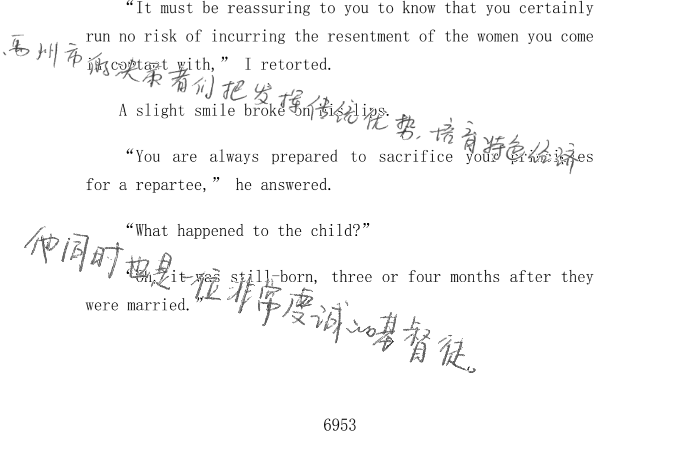 “It must be reassuring to you to know that you certainly
run no risk of incurring the resentment of the women you come
in contact with,” I retorted.
禹州市的决策者们把发挥传统优势、培育特色经济
A slight smile broke on his lips.
“You are always prepared to sacrifice your principles
for a repartee,” he answered.
“What happened to the child?”
他同时也是一位非常虔诚的基督徒。
“Oh, it was still-born, three or four months after they
were married.”
6953